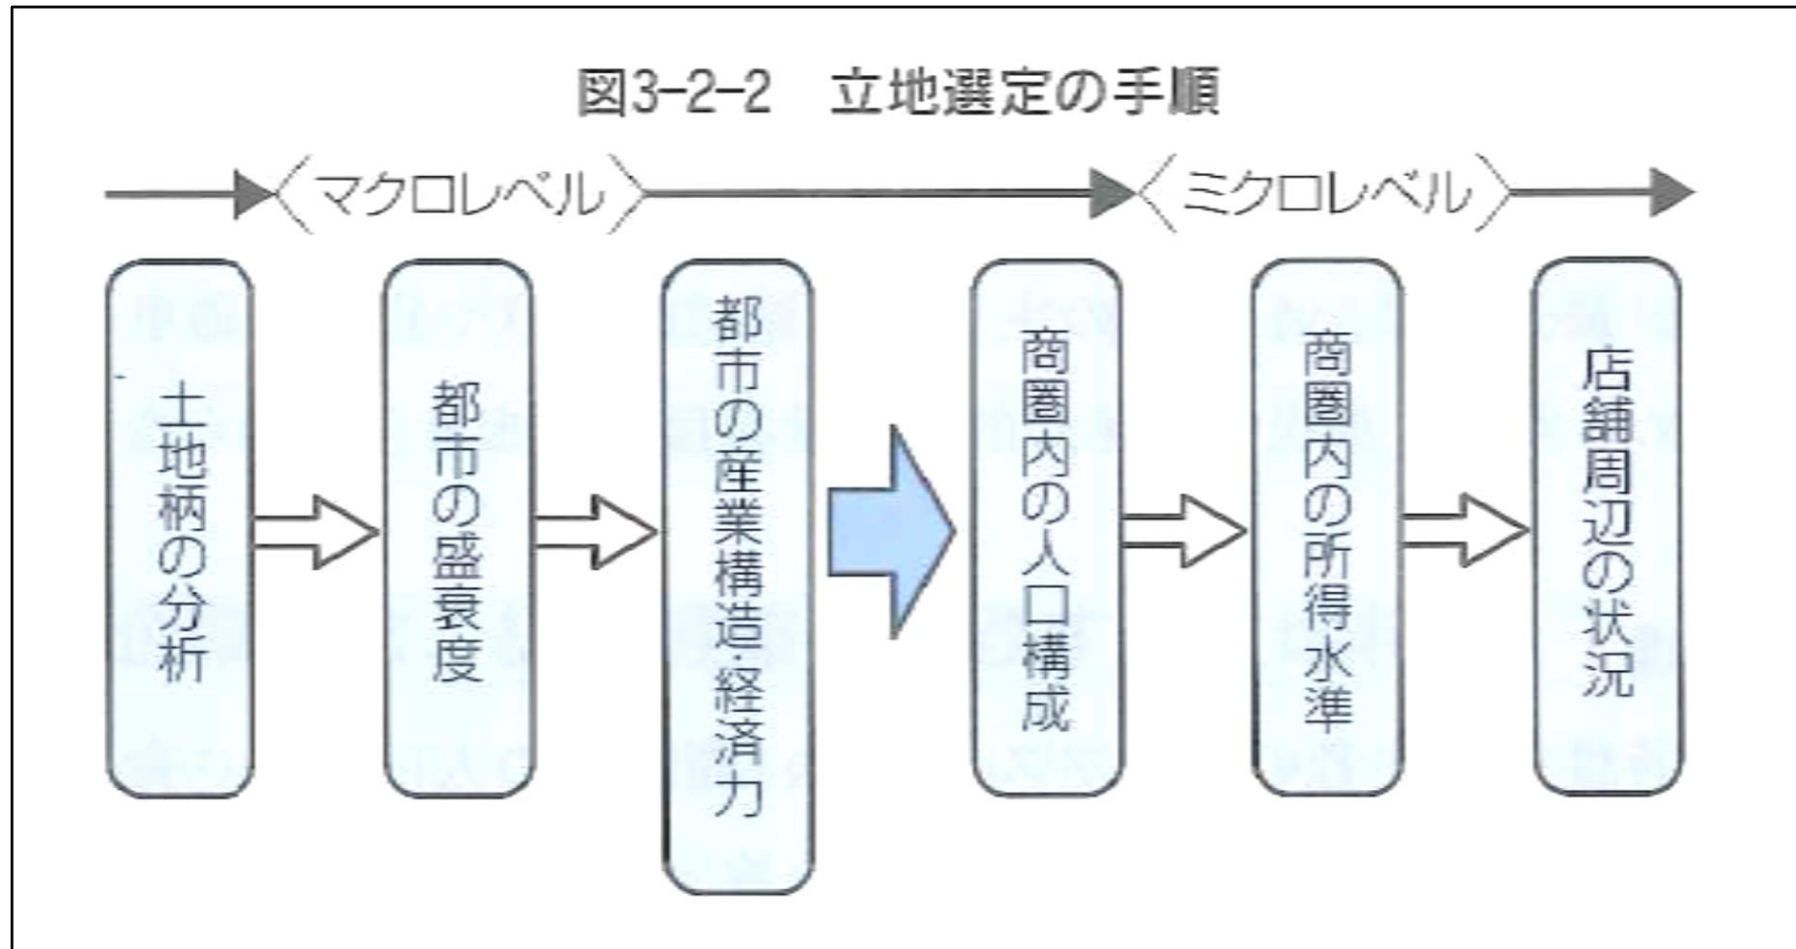 図3-2-2 立地選定の手順
マクロレベル
ミクロレベル
土地柄の分析
都市の盛衰度
都市の産業構造・経済力
商圏内の人口構成
商圏内の所得水準
店舗周辺の状況